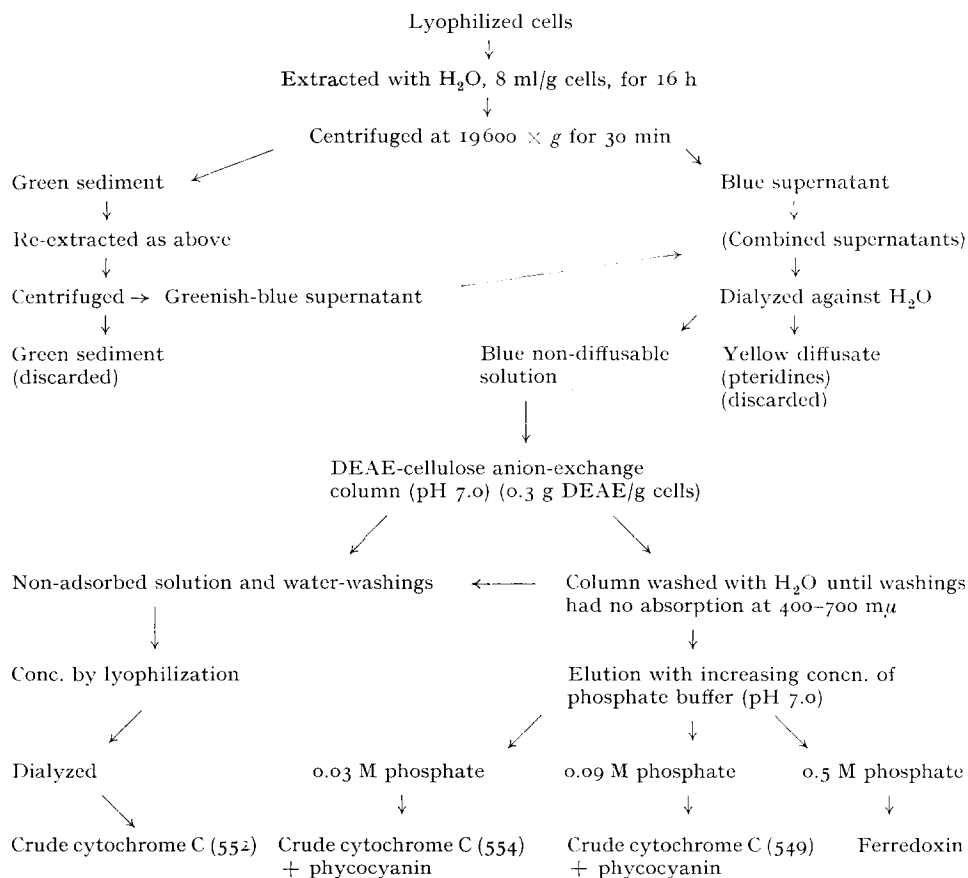 Lyophilized cells
Extracted with H₂O, 8 ml/g cells, for 16 h
Centrifuged at 19600 × g for 30 min
Green sediment
Blue supernatant
Re-extracted as above
(Combined supernatants)
Centrifuged → Greenish-blue supernatant
Dialyzed against H₂O
Green sediment
(discarded)
Blue non-diffusable
solution
Yellow diffusate
(pteridines)
(discarded)
DEAE-cellulose anion-exchange
column (pH 7.0) (0.3 g DEAE/g cells)
Non-adsorbed solution and water-washings
Column washed with H₂O until washings
had no absorption at 400–700 mμ
Conc. by lyophilization
Elution with increasing concn. of
phosphate buffer (pH 7.0)
Dialyzed
0.03 M phosphate
0.09 M phosphate
0.5 M phosphate
Crude cytochrome C (552)
Crude cytochrome C (554)
+ phycocyanin
Crude cytochrome C (549)
+ phycocyanin
Ferredoxin